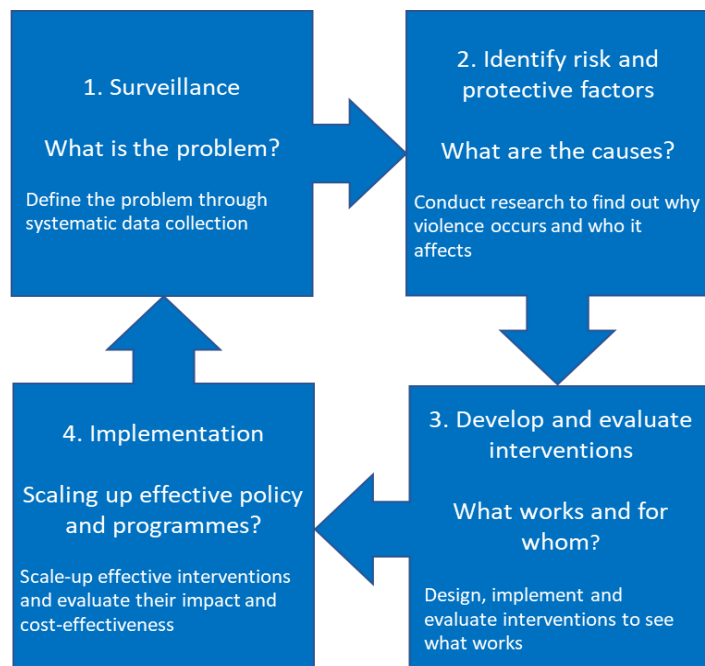 1. Surveillance
What is the problem?
Define the problem through
systematic data collection
2. Identify risk and
protective factors
What are the causes?
Conduct research to find out why
violence occurs and who it
affects
3. Develop and evaluate
interventions
What works and for
whom?
Design, implement and
evaluate interventions to see
what works
4. Implementation
Scaling up effective policy
and programmes?
Scale-up effective interventions
and evaluate their impact and
cost-effectiveness